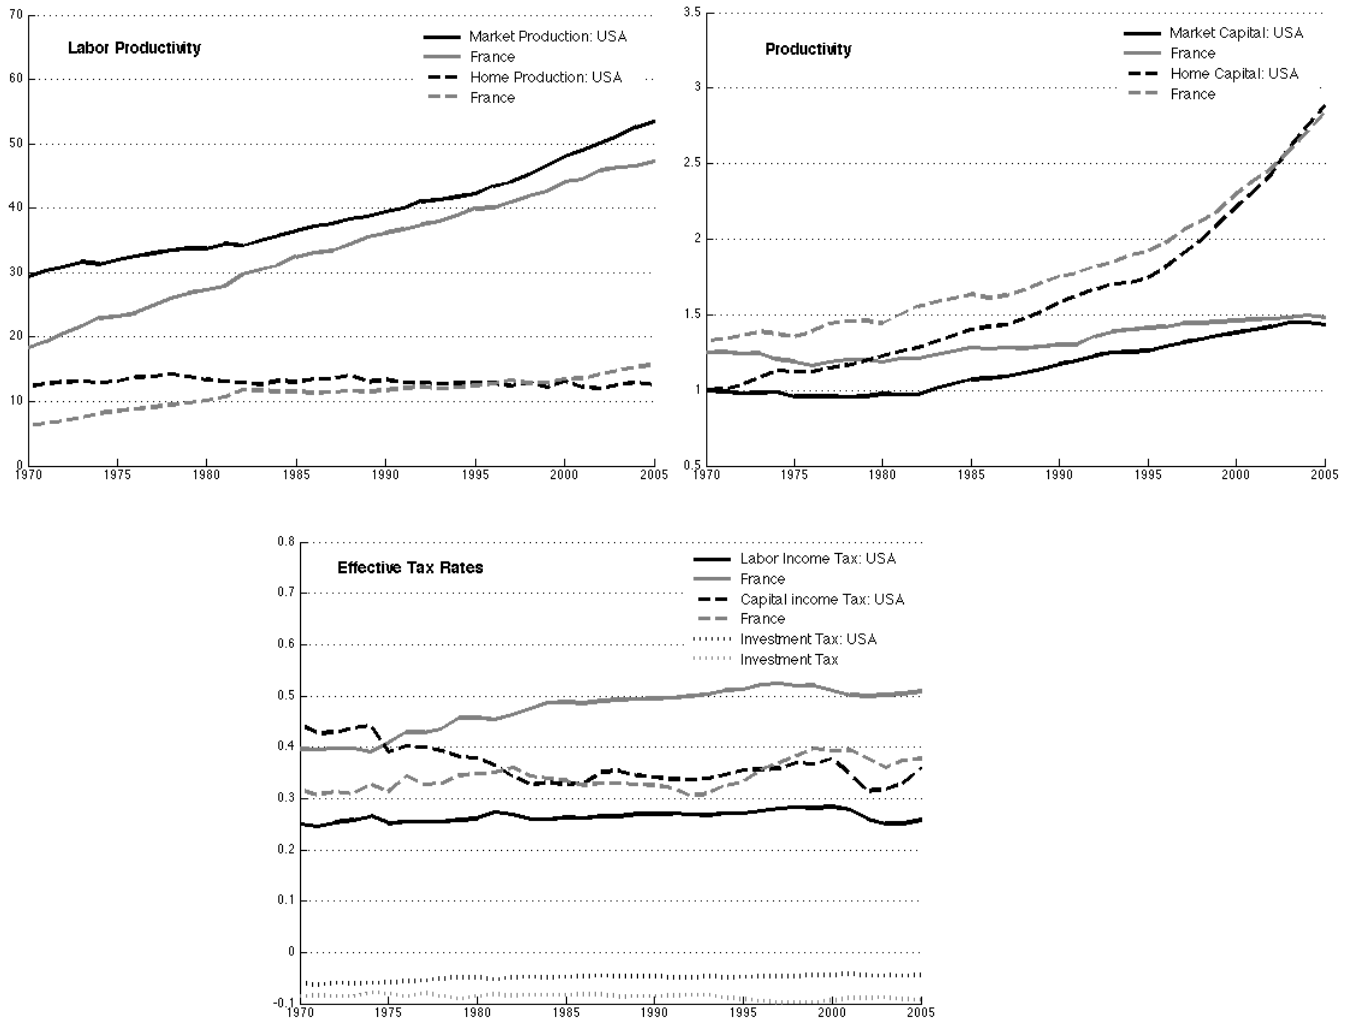 Labor Productivity
Market Production: USA
France
Home Production: USA
France
70
60
50
40
30
20
10
0
1970 1975 1980 1985 1990 1995 2000 2005
Productivity
Market Capital: USA
France
Home Capital: USA
France
3.5
3
2.5
2
1.5
1
0.5
1970 1975 1980 1985 1990 1995 2000 2005
Effective Tax Rates
Labor Income Tax: USA
France
Capital income Tax: USA
France
Investment Tax: USA
Investment Tax
0.8
0.7
0.6
0.5
0.4
0.3
0.2
0.1
0
-0.1
1970 1975 1980 1985 1990 1995 2000 2005